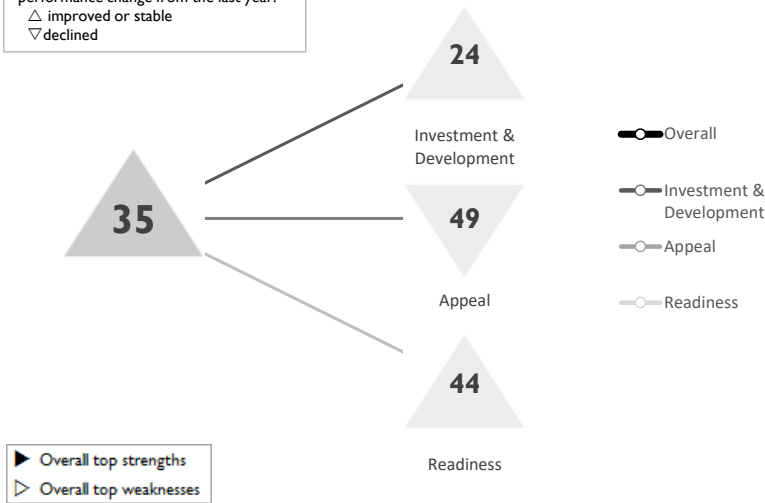 performance change from the last year:
△ improved or stable
▽ declined
24
Investment &
Development
35
49
Appeal
44
Readiness
Overall
Investment &
Development
Appeal
Readiness
▶ Overall top strengths
▷ Overall top weaknesses